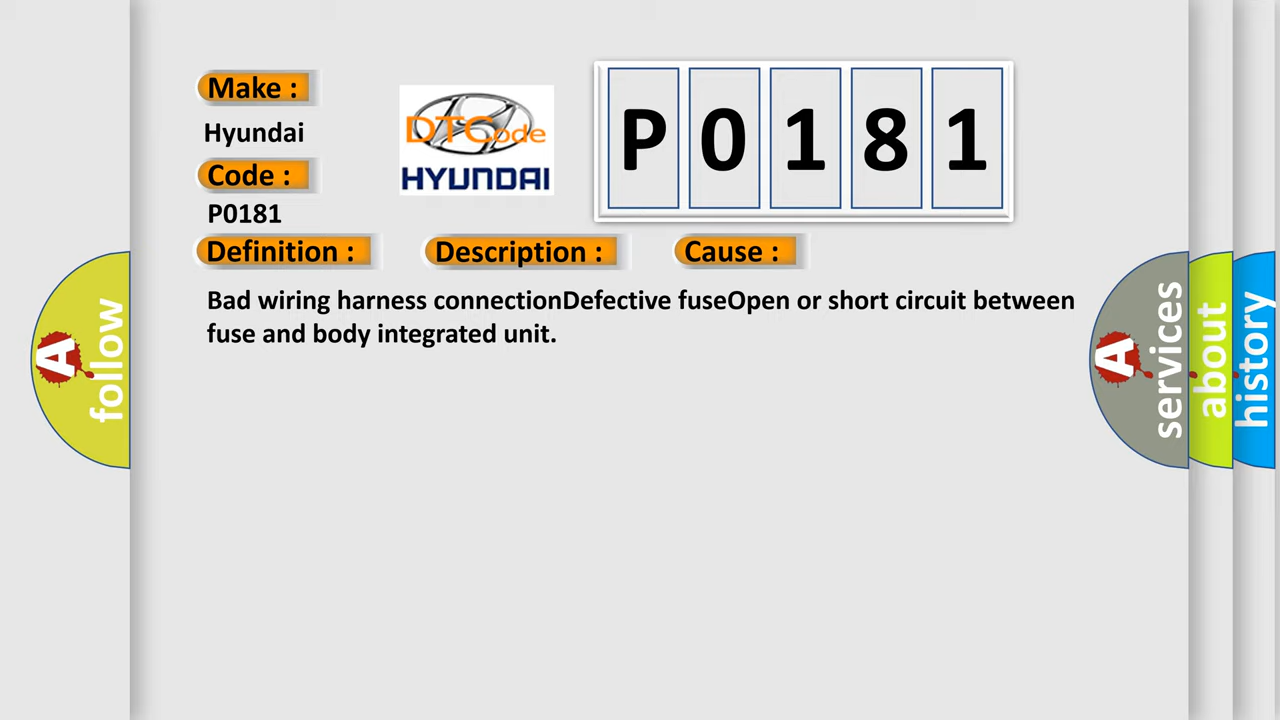 Make :
Hyundai
Code :
P0181
Definition :
Description :
Cause :
Bad wiring harness connectionDefective fuseOpen or short circuit between
fuse and body integrated unit.
DTCode
HYUNDAI
P0181
A follow
A services
about
history